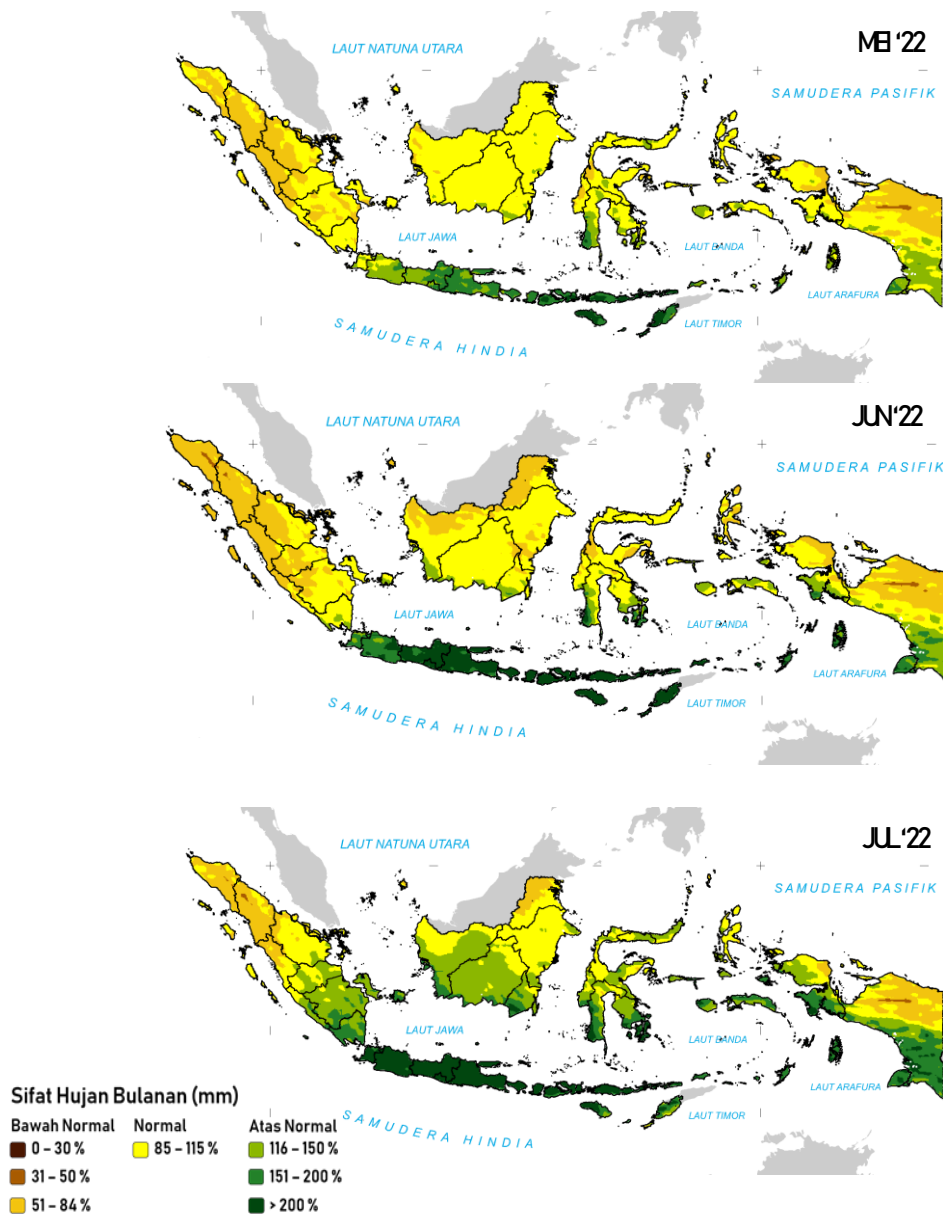 MEI '22
LAUT NATUNA UTARA
SAMUDERA PASIFIK
LAUT JAWA
LAUT BANDA
LAUT ARAFURA
SAMUDERA HINDIA
LAUT TIMOR
JUN '22
LAUT NATUNA UTARA
SAMUDERA PASIFIK
LAUT JAWA
LAUT BANDA
LAUT ARAFURA
SAMUDERA HINDIA
LAUT TIMOR
JUL '22
LAUT NATUNA UTARA
SAMUDERA PASIFIK
LAUT JAWA
LAUT BANDA
LAUT ARAFURA
SAMUDERA HINDIA
LAUT TIMOR
Sifat Hujan Bulanan (mm)
Bawah Normal Normal Atas Normal
0 – 30 % 85 – 115 % 116 – 150 %
31 – 50 % 151 – 200 %
51 – 84 % > 200 %